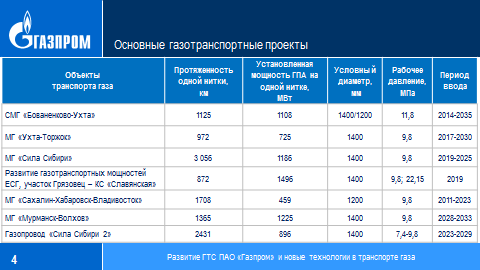 ГАЗПРОМ
Основные газотранспортные проекты
Объекты транспорта газа | Протяженность одной нитки, км | Установленная мощность ГПА на одной нитке, МВт | Условный диаметр, мм | Рабочее давление, МПа | Период ввода
СМГ «Бованенково-Ухта» 1125 1108 1400/1200 11,8 2014-2035
МГ «Ухта-Торжок» 972 725 1400 9,8 2017-2030
МГ «Сила Сибири» 3 056 1186 1400 9,8 2019-2025
Развитие газотранспортных мощностей
ЕСГ, участок Грязовец – КС «Славянская» 872 1496 1400 9,8; 22,15 2019
МГ «Сахалин-Хабаровск-Владивосток» 1708 459 1200 9,8 2011-2023
МГ «Мурманск-Волхов» 1365 1225 1400 9,8 2028-2033
Газопровод «Сила Сибири 2» 2431 896 1400 7,4-9,8 2023-2029
4
Развитие ГТС ПАО «Газпром» и новые технологии в транспорте газа